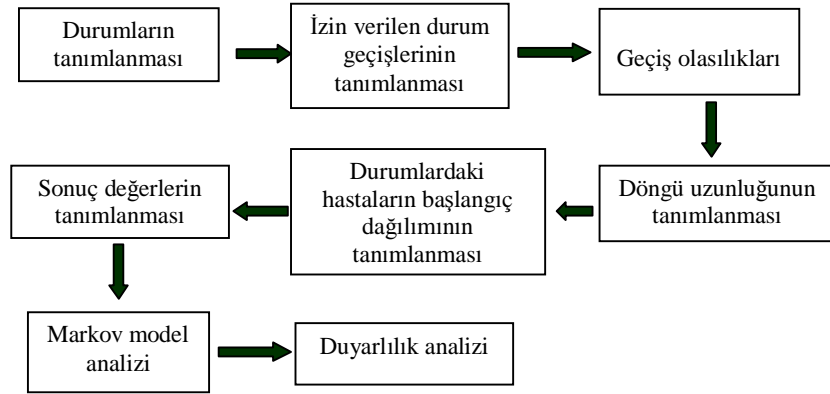 Durumların
tanımlanması
İzin verilen durum
geçişlerinin
tanımlanması
Geçiş olasılıkları
Döngü uzunluğunun
tanımlanması
Durumlardaki
hastaların başlangıç
dağılımının
tanımlanması
Sonuç değerlerin
tanımlanması
Markov model
analizi
Duyarlılık analizi